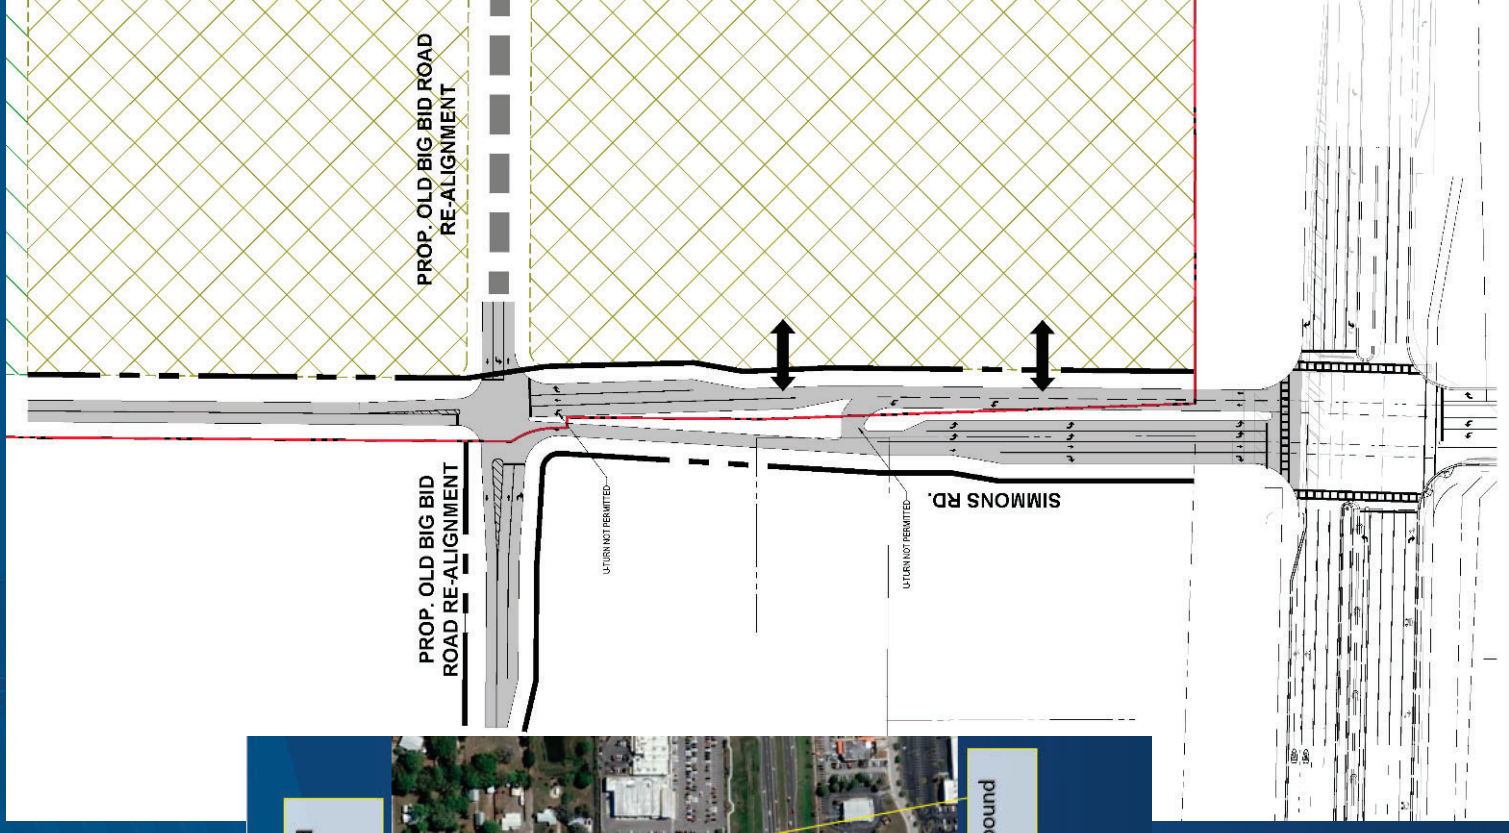 PROP. OLD BIG BID ROAD
RE-ALIGNMENT
PROP. OLD BIG BID
ROAD RE-ALIGNMENT
U-TURN NOT PERMITTED
U-TURN NOT PERMITTED
SIMMONS RD.